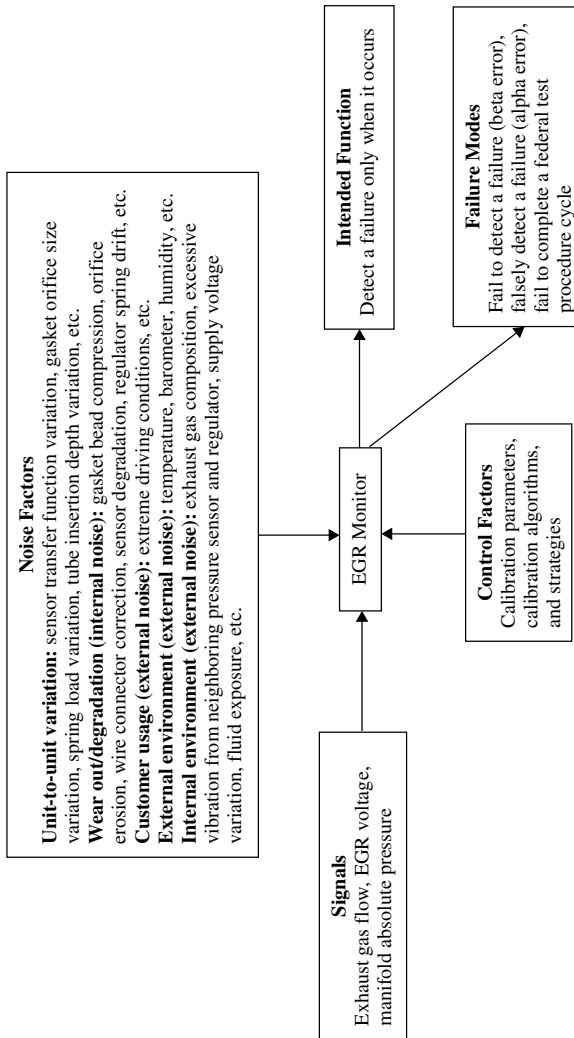 Noise Factors
Unit-to-unit variation: sensor transfer function variation, gasket orifice size
variation, spring load variation, tube insertion depth variation, etc.
Wear out/degradation (internal noise): gasket bead compression, orifice
erosion, wire connector correction, sensor degradation, regulator spring drift, etc.
Customer usage (external noise): extreme driving conditions, etc.
External environment (external noise): temperature, barometer, humidity, etc.
Internal environment (external noise): exhaust gas composition, excessive
vibration from neighboring pressure sensor and regulator, supply voltage
variation, fluid exposure, etc.
Signals
Exhaust gas flow, EGR voltage,
manifold absolute pressure
EGR Monitor
Intended Function
Detect a failure only when it occurs
Control Factors
Calibration parameters,
calibration algorithms,
and strategies
Failure Modes
Fail to detect a failure (beta error),
falsely detect a failure (alpha error),
fail to complete a federal test
procedure cycle